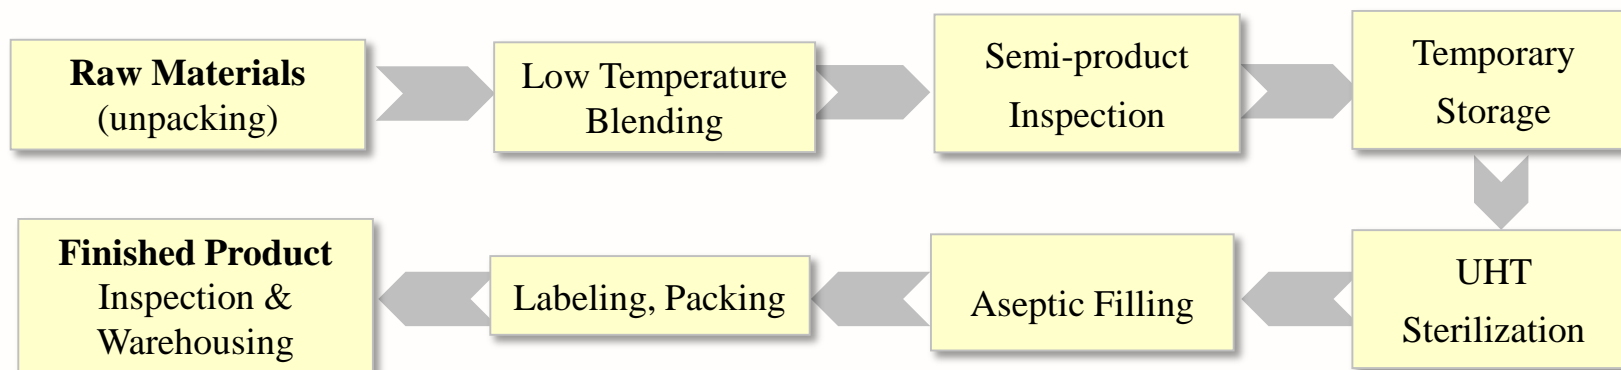 Raw Materials
(unpacking)
Low Temperature
Blending
Semi-product
Inspection
Temporary
Storage
UHT
Sterilization
Aseptic Filling
Labeling, Packing
Finished Product
Inspection &
Warehousing